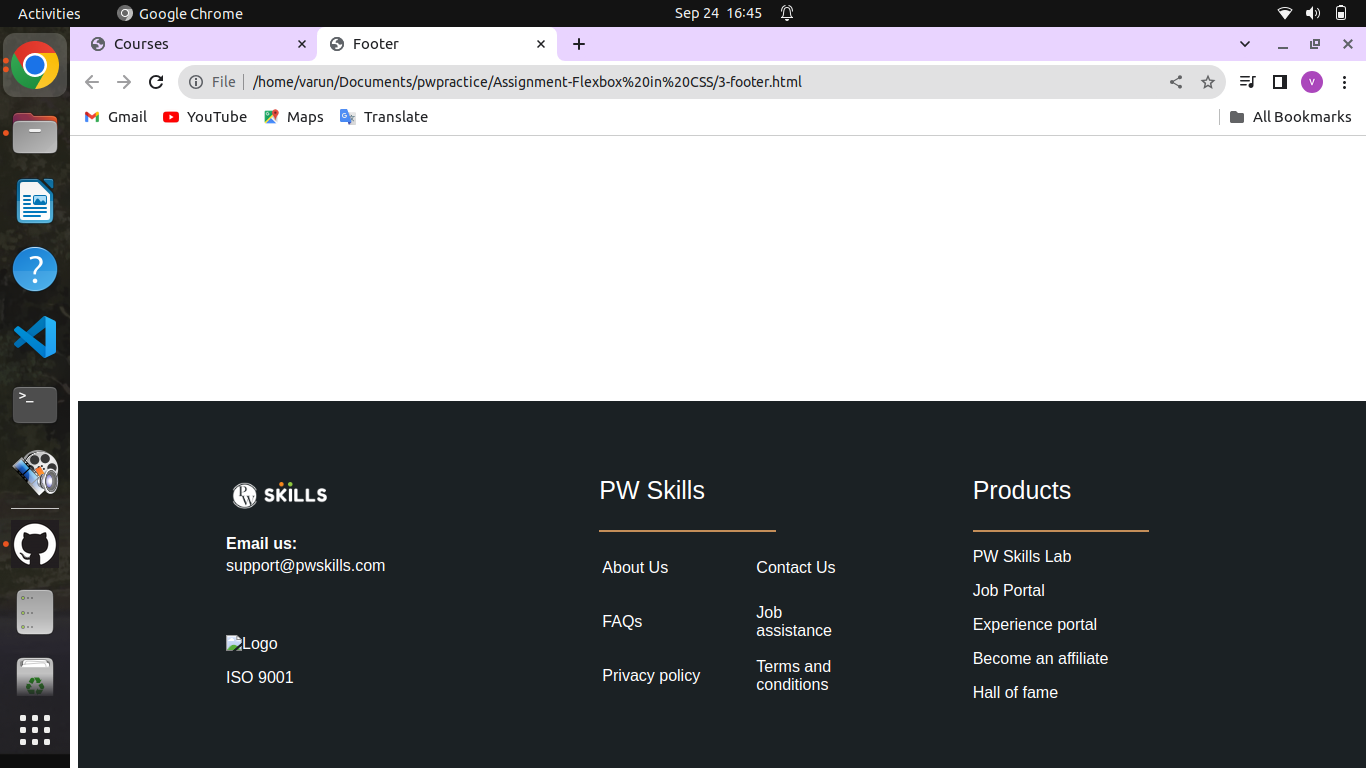 Activities
Google Chrome
Sep 24 16:45
Courses
Footer
File
/home/varun/Documents/pwpractice/Assignment-Flexbox%20in%20CSS/3-footer.html
V
Gmail
YouTube
Maps
Translate
All Bookmarks
PW SKILLS
Email us:
support@pwskills.com
Logo
ISO 9001
PW Skills
About Us
Contact Us
FAQs
Job
assistance
Privacy policy
Terms and
conditions
Products
PW Skills Lab
Job Portal
Experience portal
Become an affiliate
Hall of fame